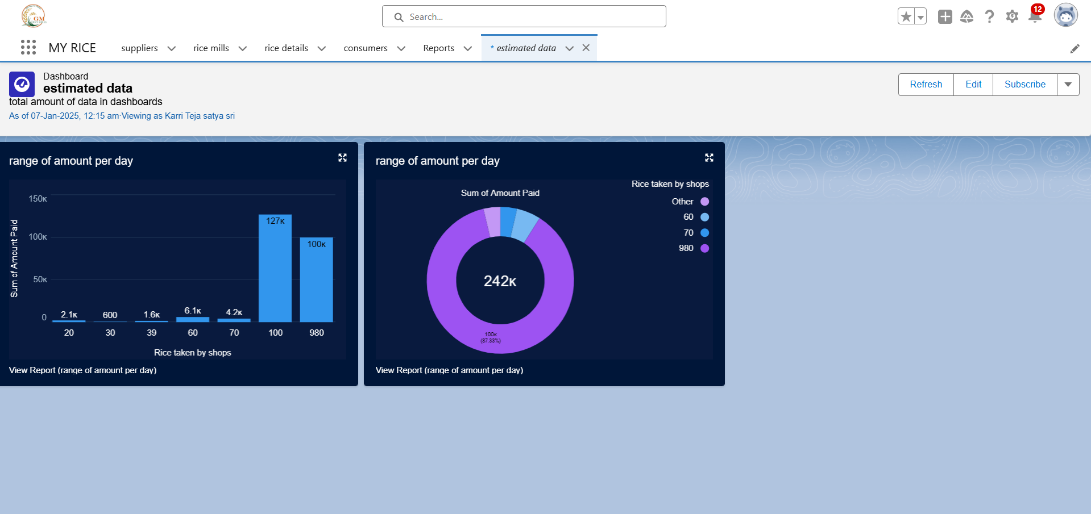 GM
Search...
12
MY RICE
suppliers
rice mills
rice details
consumers
Reports
* estimated data
Dashboard
estimated data
total amount of data in dashboards
As of 07-Jan-2025, 12:15 am·Viewing as Karri Teja satya sri
Refresh
Edit
Subscribe
range of amount per day
Sum of Amount Paid
150K
100K
50K
0
2.1K
600
1.6K
6.1K
4.2K
127K
100K
20
30
39
60
70
100
980
Rice taken by shops
View Report (range of amount per day)
range of amount per day
Rice taken by shops
Sum of Amount Paid
Other
60
70
980
242K
100K
(87.33%)
View Report (range of amount per day)